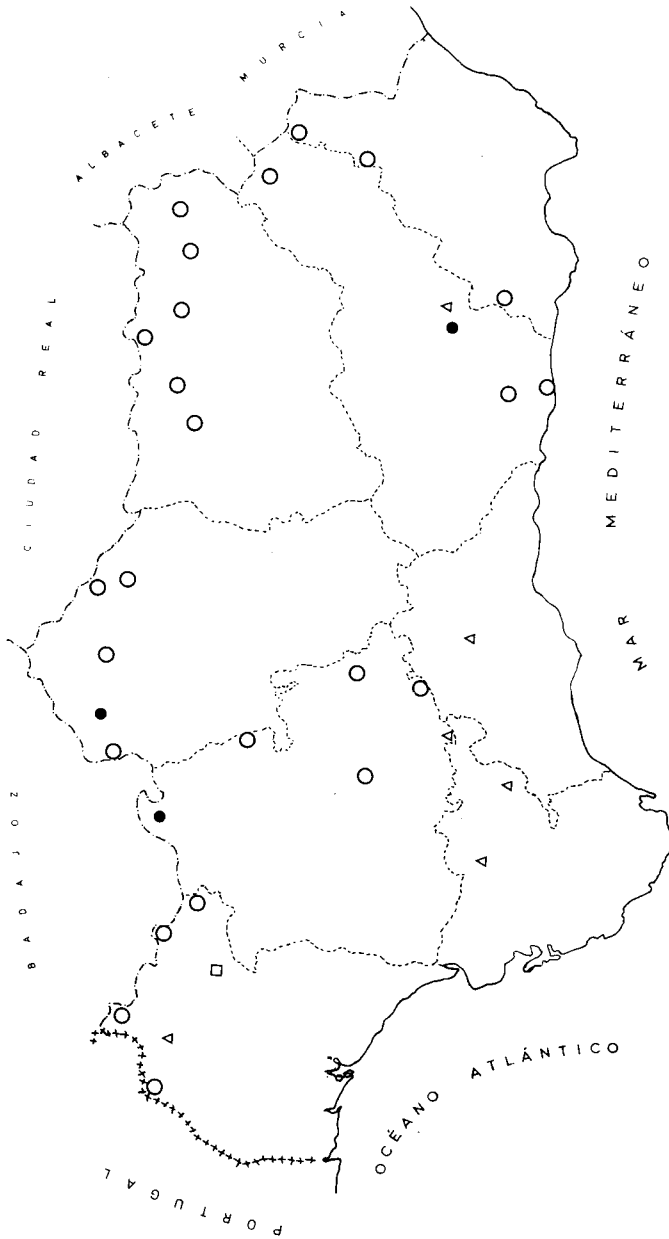 ALBACETE
MURCIA
CIUDAD REAL
BADAJOZ
PORTUGAL
OCÉANO ATLÁNTICO
MAR MEDITERRÁNEO